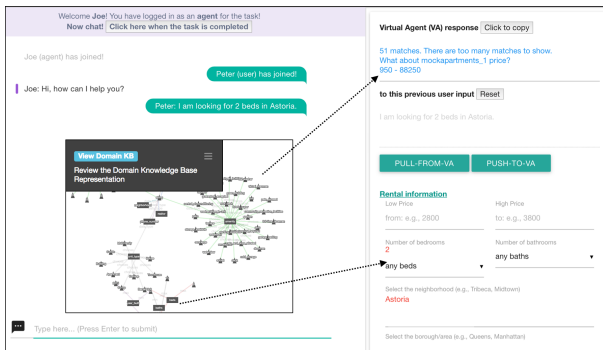 Welcome Joe! You have logged in as an agent for the task!
Now chat! Click here when the task is completed
Joe (agent) has joined!
Peter (user) has joined!
Joe: Hi, how can I help you?
Peter: I am looking for 2 beds in Astoria.
View Domain KB
Review the Domain Knowledge Base
Representation
Type here... (Press Enter to submit)
Virtual Agent (VA) response Click to copy
51 matches. There are too many matches to show.
What about mockapartments_1 price?
950 - 88250
to this previous user input Reset
I am looking for 2 beds in Astoria.
PULL-FROM-VA PUSH-TO-VA
Rental information
Low Price High Price
from: e.g., 2800 to: e.g., 3800
Number of bedrooms Number of bathrooms
2
any baths
any beds
Select the neighborhood (e.g., Tribeca, Midtown)
Astoria
Select the borough/area (e.g., Queens, Manhattan)